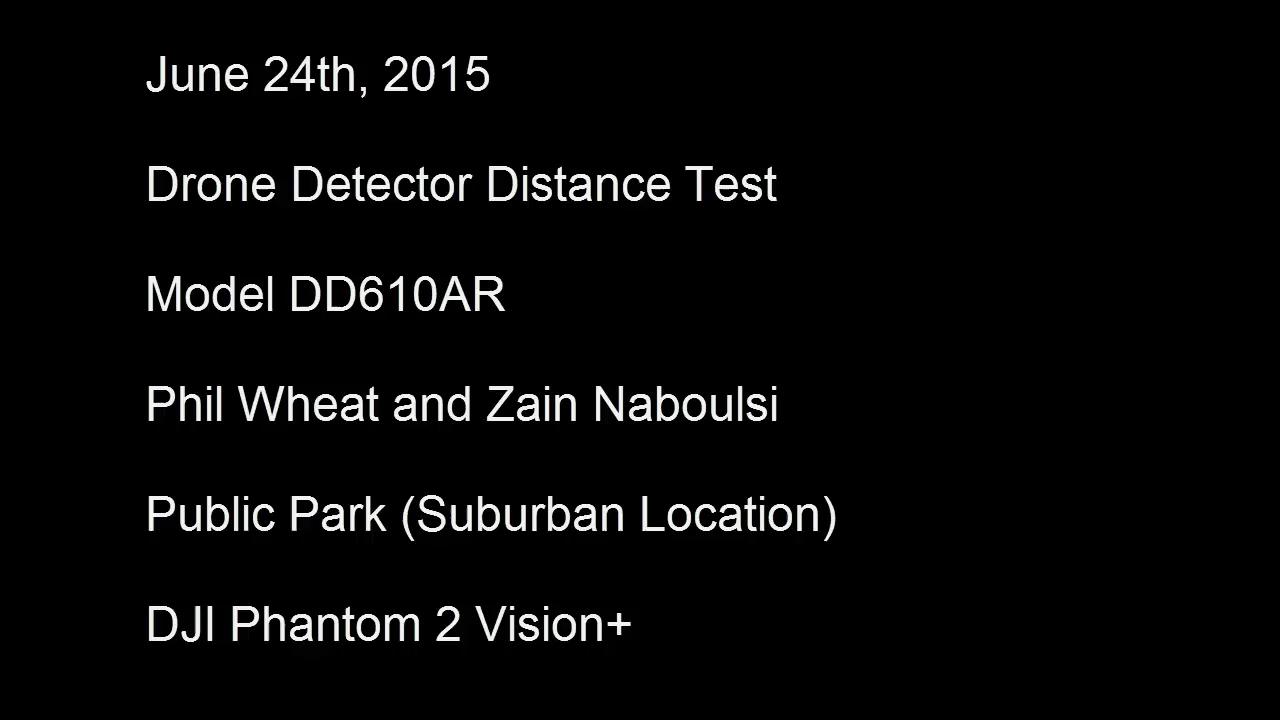 June 24th, 2015
Drone Detector Distance Test
Model DD610AR
Phil Wheat and Zain Naboulsi
Public Park (Suburban Location)
DJI Phantom 2 Vision+